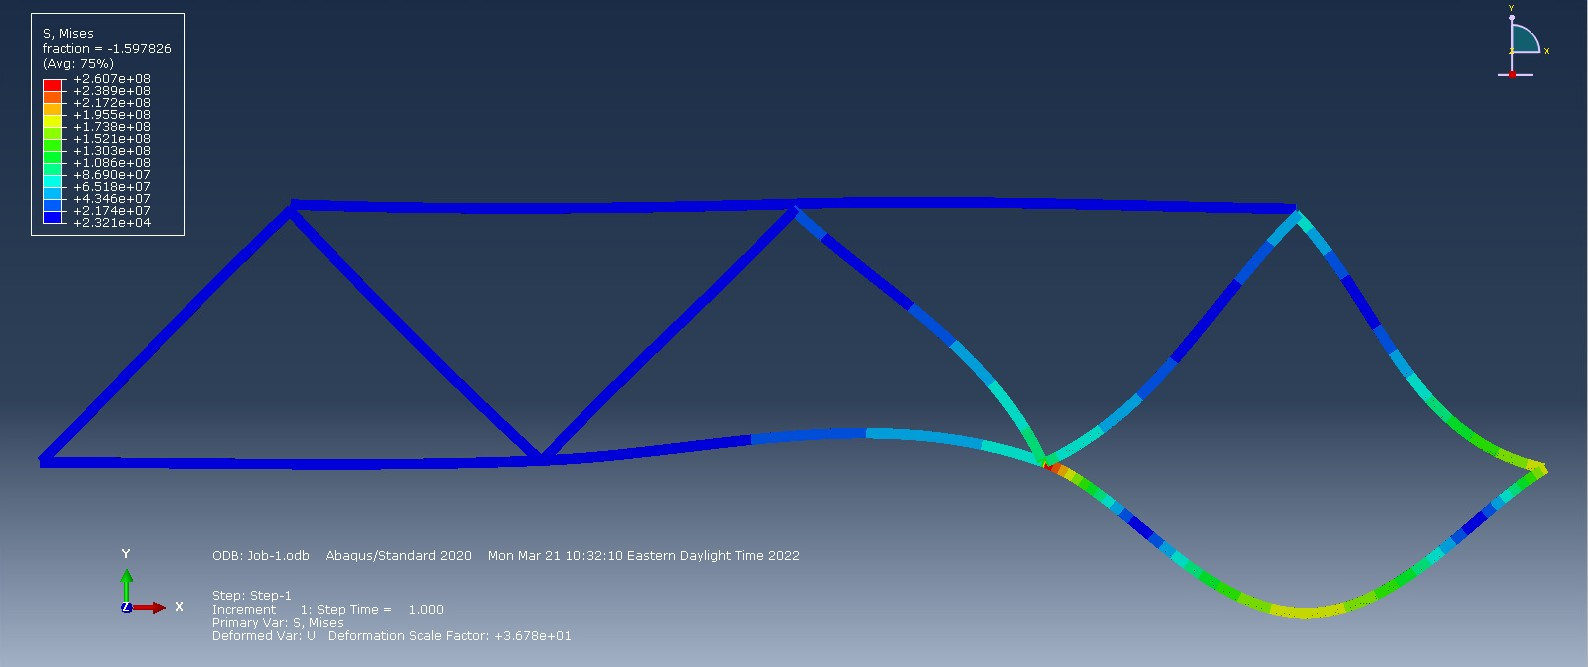 S, Mises
fraction = -1.597826
(Avg: 75%)
+2.607e+08
+2.389e+08
+2.172e+08
+1.955e+08
+1.738e+08
+1.521e+08
+1.303e+08
+1.086e+08
+8.690e+07
+6.518e+07
+4.346e+07
+2.174e+07
+2.321e+04
Y
Z X
Y
Z X
ODB: Job-1.odb Abaqus/Standard 2020 Mon Mar 21 10:32:10 Eastern Daylight Time 2022
Step: Step-1
Increment 1: Step Time = 1.000
Primary Var: S, Mises
Deformed Var: U Deformation Scale Factor: +3.678e+01